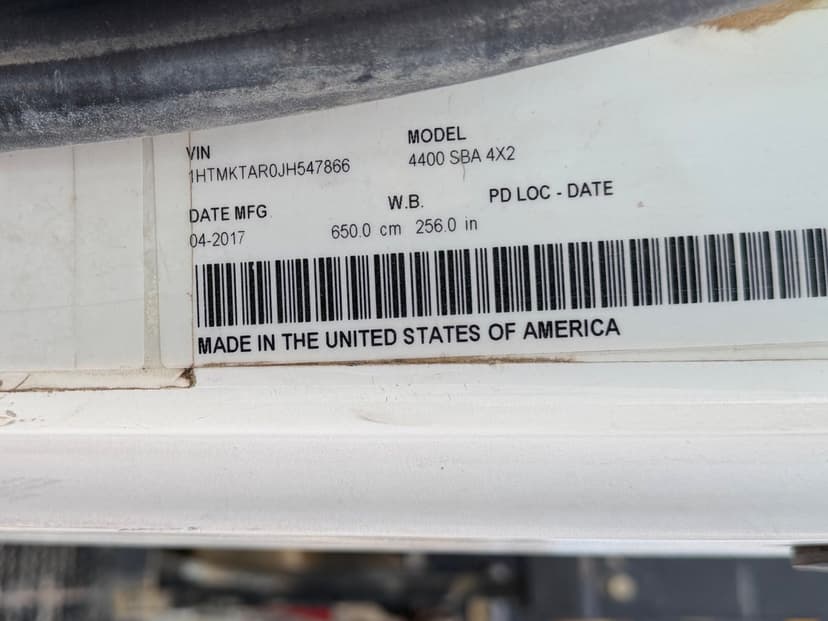 VIN
1HTMKTAR0JH547866
MODEL
4400 SBA 4X2
DATE MFG
04-2017
W.B.
650.0 cm 256.0 in
PD LOC - DATE
MADE IN THE UNITED STATES OF AMERICA